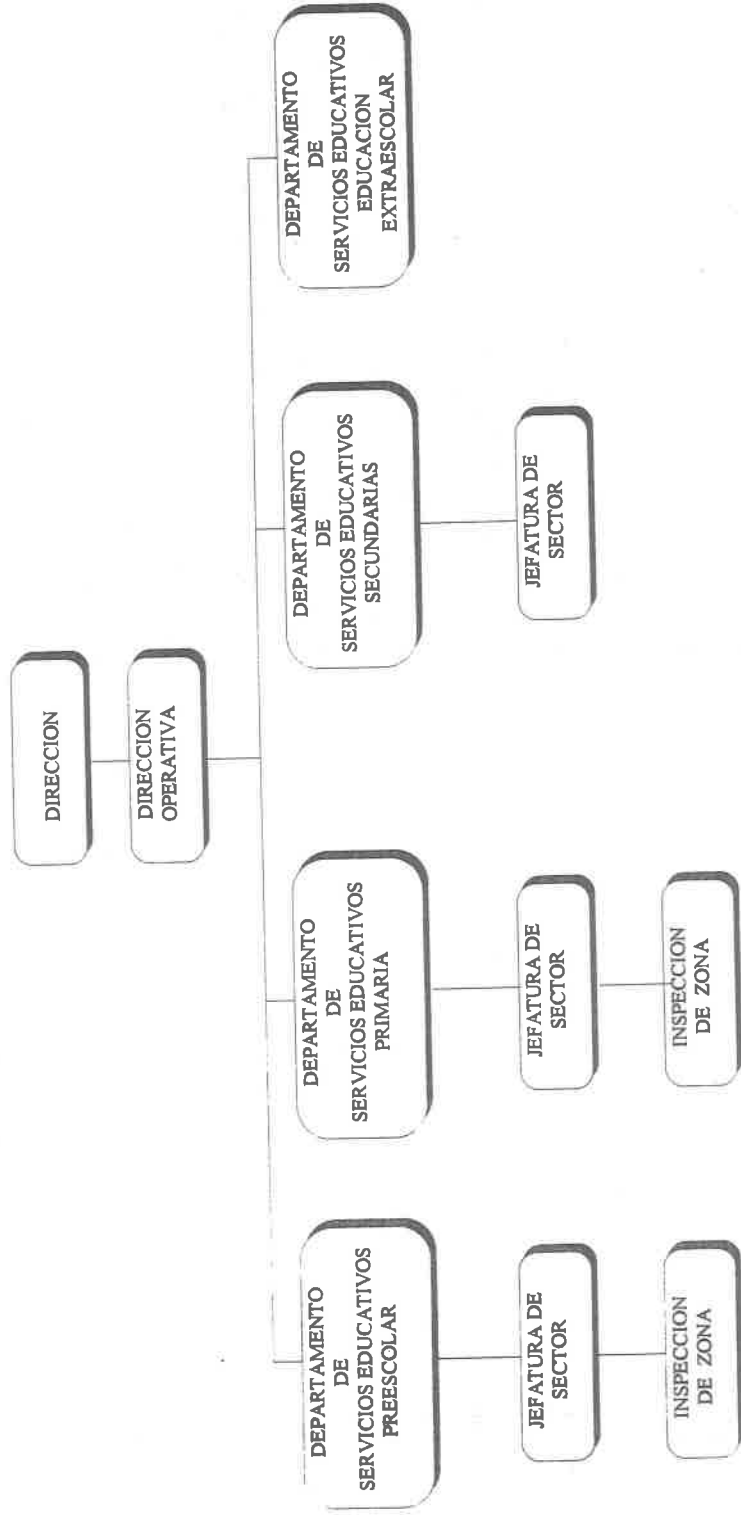 DIRECCION
DIRECCION
OPERATIVA
DEPARTAMENTO
DE
SERVICIOS EDUCATIVOS
PREESCOLAR
DEPARTAMENTO
DE
SERVICIOS EDUCATIVOS
PRIMARIA
DEPARTAMENTO
DE
SERVICIOS EDUCATIVOS
SECUNDARIAS
DEPARTAMENTO
DE
SERVICIOS EDUCATIVOS
EDUCACION
EXTRAESCOLAR
JEFATURA DE
SECTOR
JEFATURA DE
SECTOR
JEFATURA DE
SECTOR
INSPECCION
DE ZONA
INSPECCION
DE ZONA